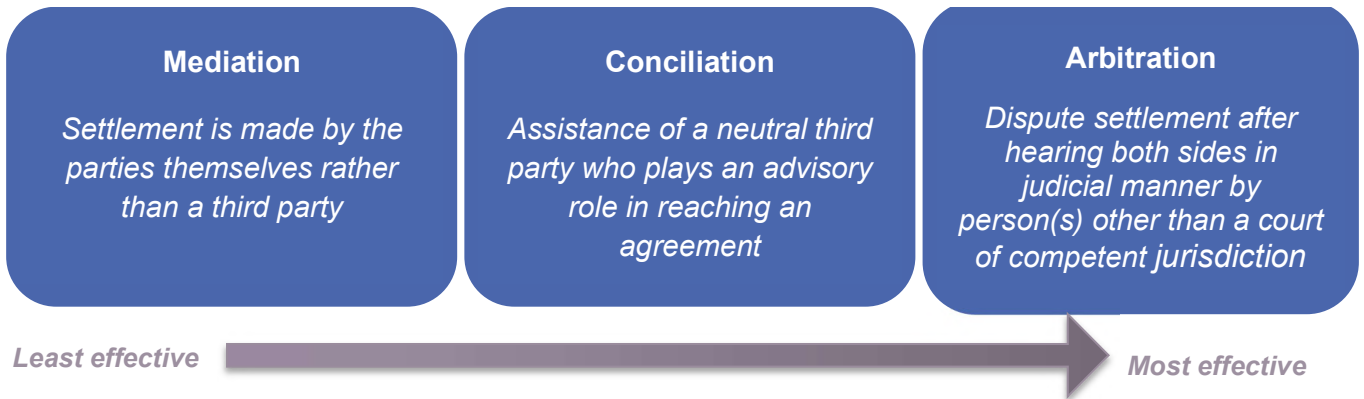 Mediation
Settlement is made by the
parties themselves rather
than a third party
Conciliation
Assistance of a neutral third
party who plays an advisory
role in reaching an
agreement
Arbitration
Dispute settlement after
hearing both sides in
judicial manner by
person(s) other than a court
of competent jurisdiction
Least effective
Most effective